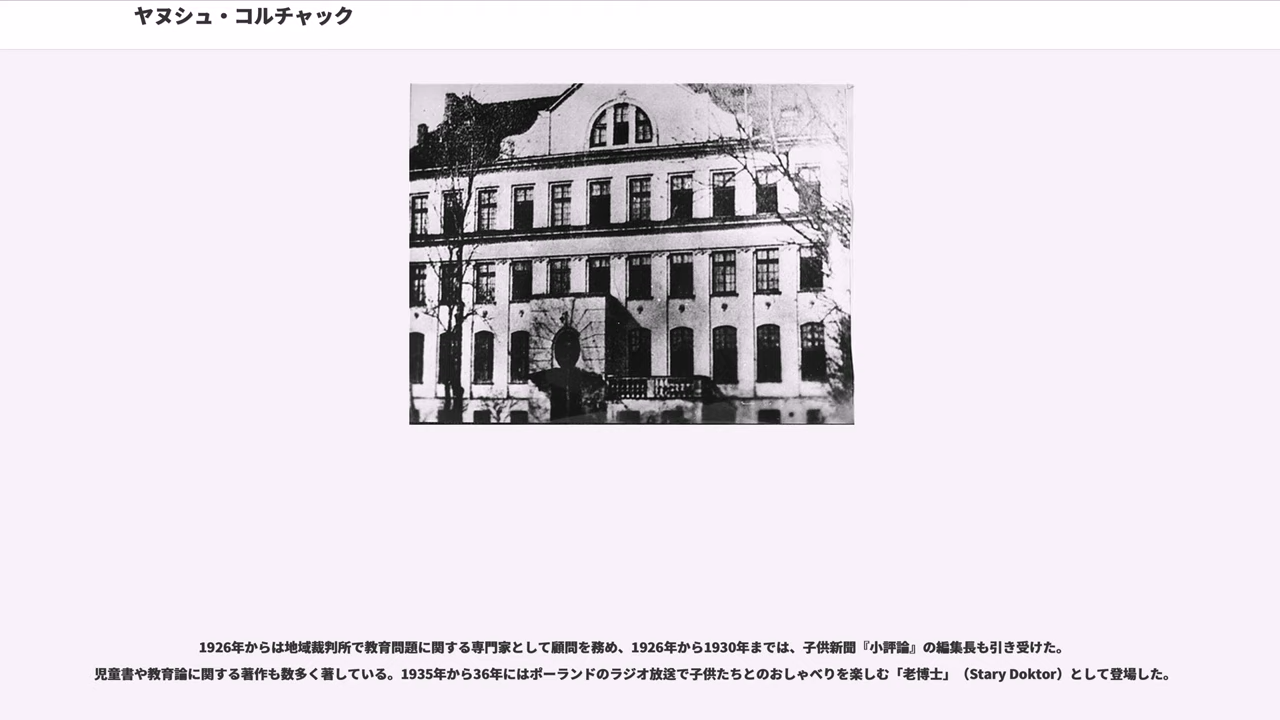 ヤヌシュ・コルチャック
1926年からは地域裁判所で教育問題に関する専門家として顧問を務め、1926年から1930年までは、子供新聞『小評論』の編集長も引き受けた。
児童書や教育論に関する著作も数多く著している。1935年から36年にはポーランドのラジオ放送で子供たちとのおしゃべりを楽しむ「老博士」（Stary Doktor）として登場した。